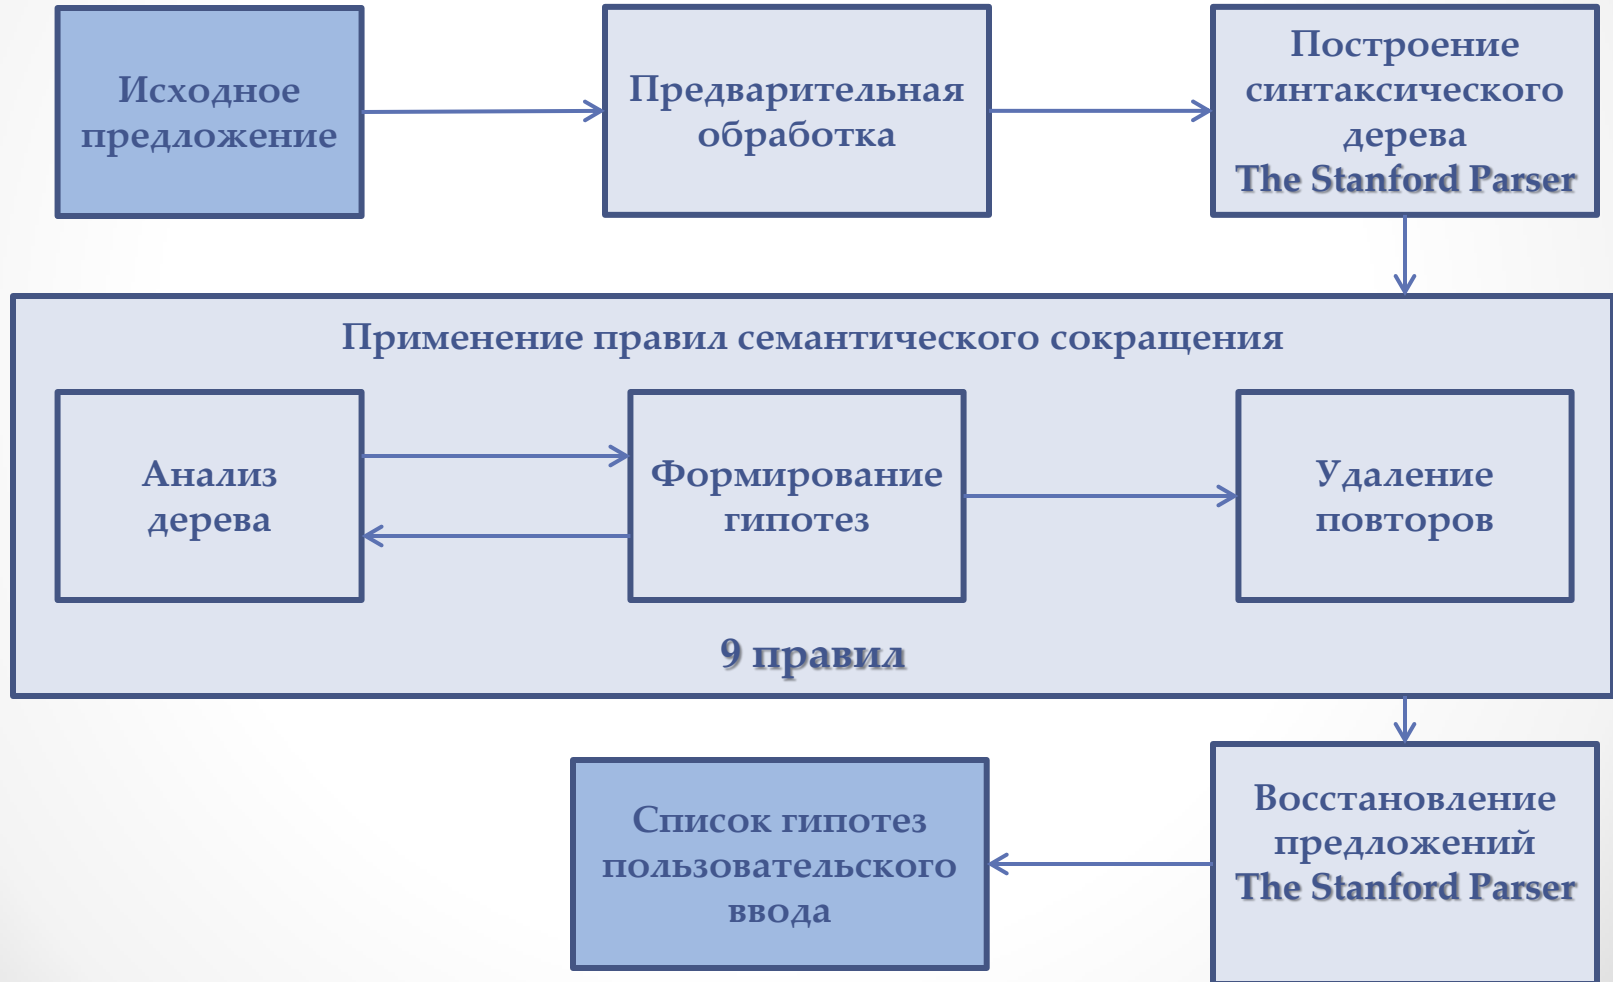 Исходное
предложение
Предварительная
обработка
Построение
синтаксического
дерева
The Stanford Parser
Применение правил семантического сокращения
Анализ
дерева
Формирование
гипотез
Удаление
повторов
9 правил
Восстановление
предложений
The Stanford Parser
Список гипотез
пользовательского
ввода